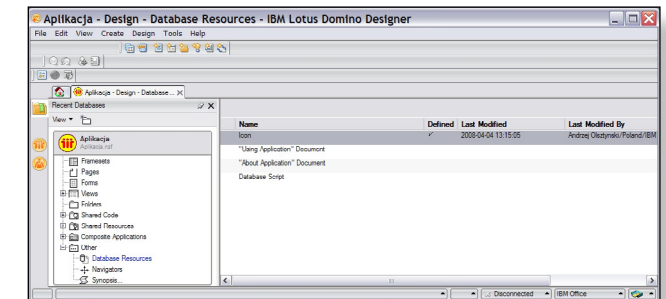 Aplikacja - Design - Database Resources - IBM Lotus Domino Designer
File Edit View Create Design Tools Help
Aplikacja - Design - Database ...
Recent Databases
View
Name Defined Last Modified Last Modified By
Aplikacja
Aplikacja.nsf
Icon 2008-04-04 13:15:05 Andrzej Olsztynski/Poland/IBM
"Using Application" Document
"About Application" Document
Database Script
Framesets
Pages
Forms
Views
Folders
Shared Code
Shared Resources
Composite Applications
Other
Database Resources
Navigators
Synopsis...
Disconnected IBM Office